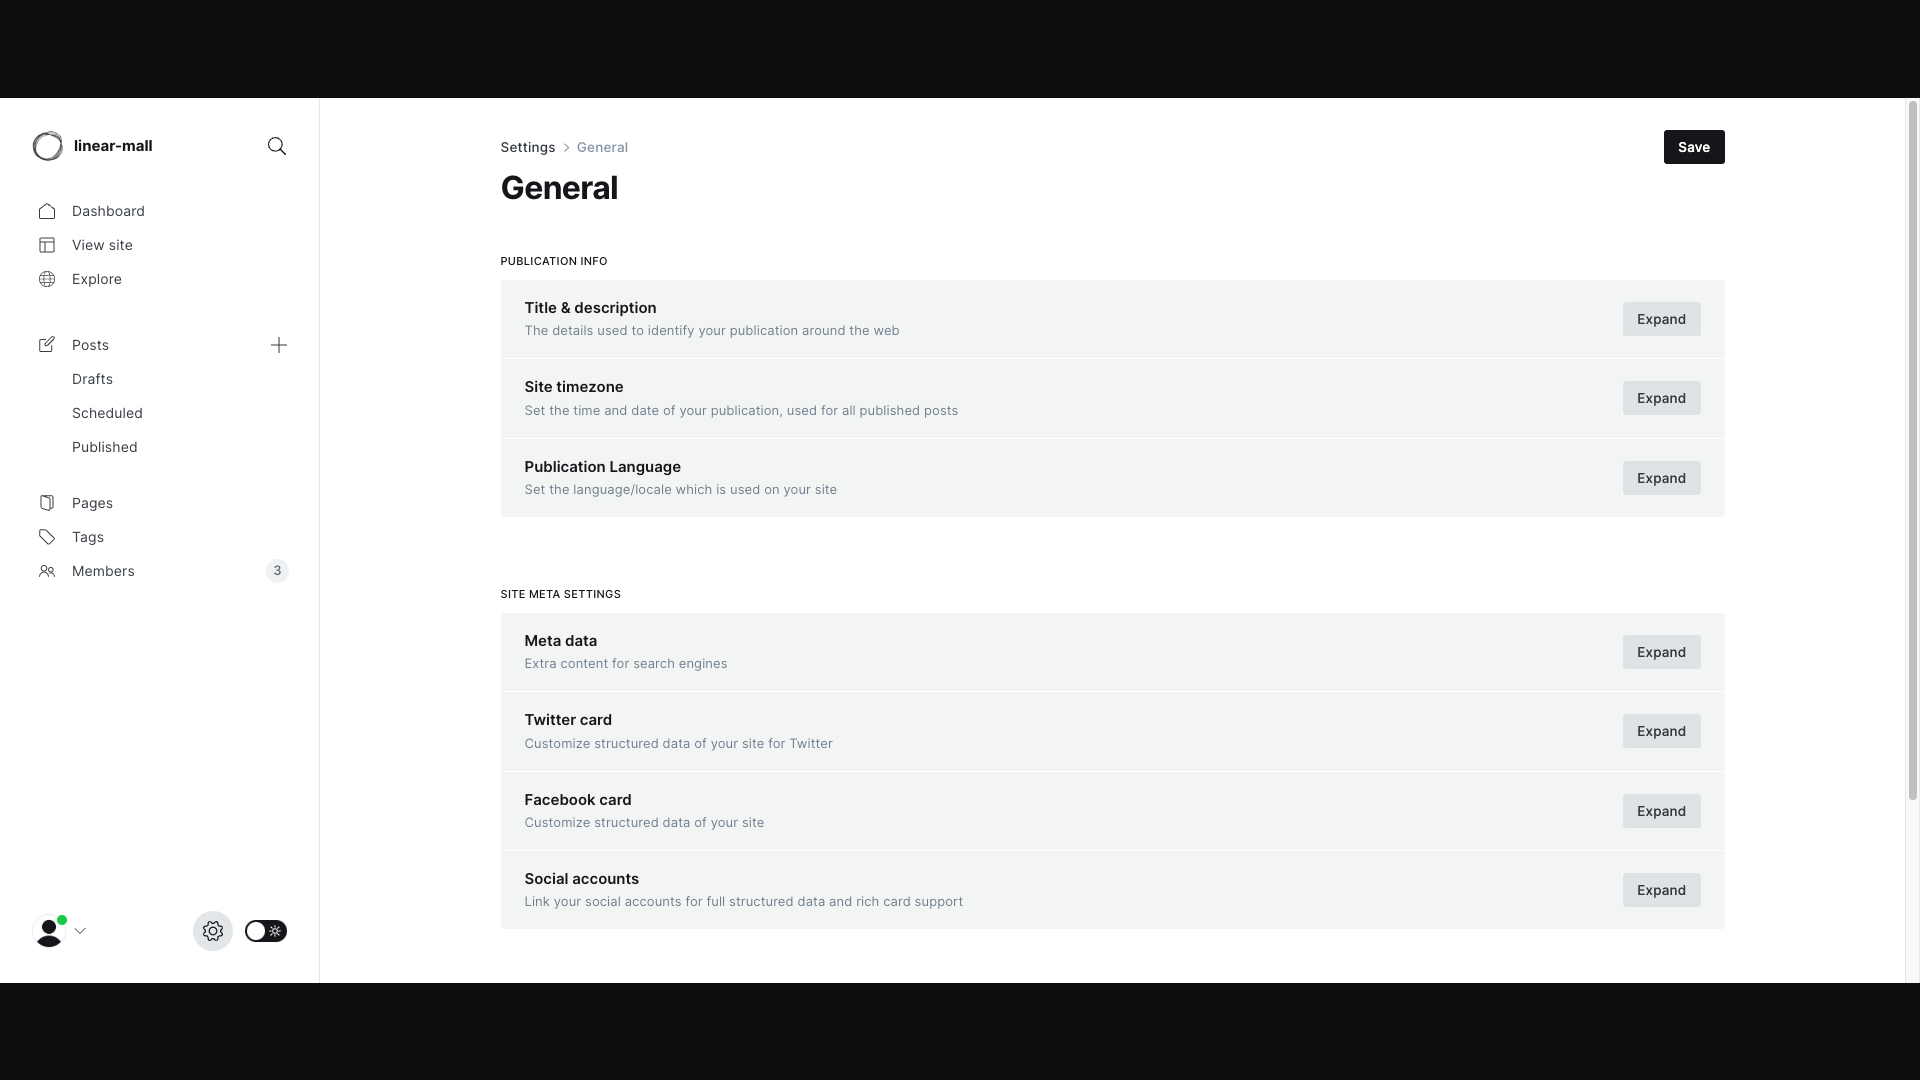 linear-mall
Dashboard
View site
Explore
Posts
Drafts
Scheduled
Published
Pages
Tags
Members
3
Settings > General
Save
General
PUBLICATION INFO
Title & description
The details used to identify your publication around the web
Expand
Site timezone
Set the time and date of your publication, used for all published posts
Expand
Publication Language
Set the language/locale which is used on your site
Expand
SITE META SETTINGS
Meta data
Extra content for search engines
Expand
Twitter card
Customize structured data of your site for Twitter
Expand
Facebook card
Customize structured data of your site
Expand
Social accounts
Link your social accounts for full structured data and rich card support
Expand